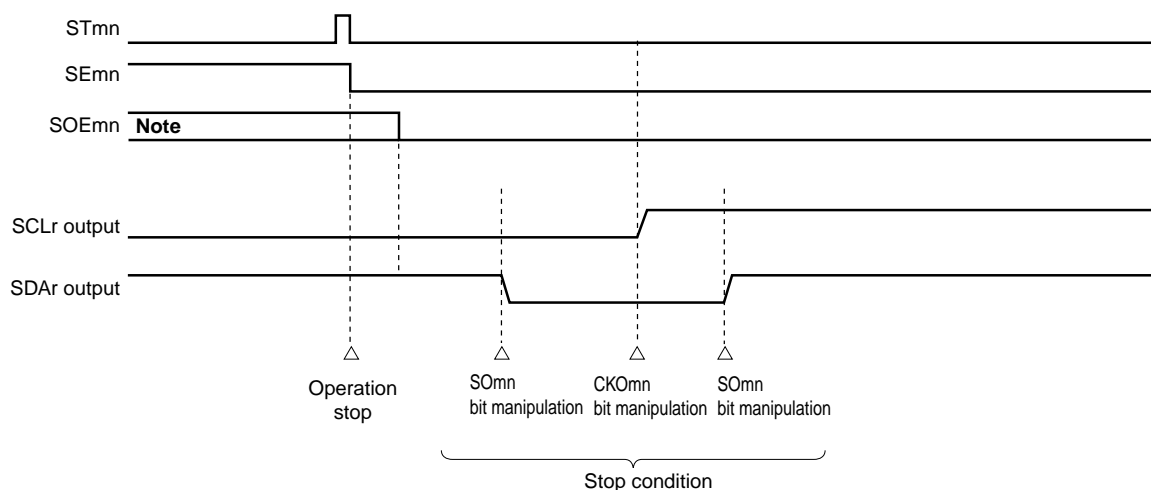 STmn
SEmn
SOEmn Note
SCLr output
SDAr output
Operation
stop
SOmn
bit manipulation
CKOmn
bit manipulation
SOmn
bit manipulation
Stop condition